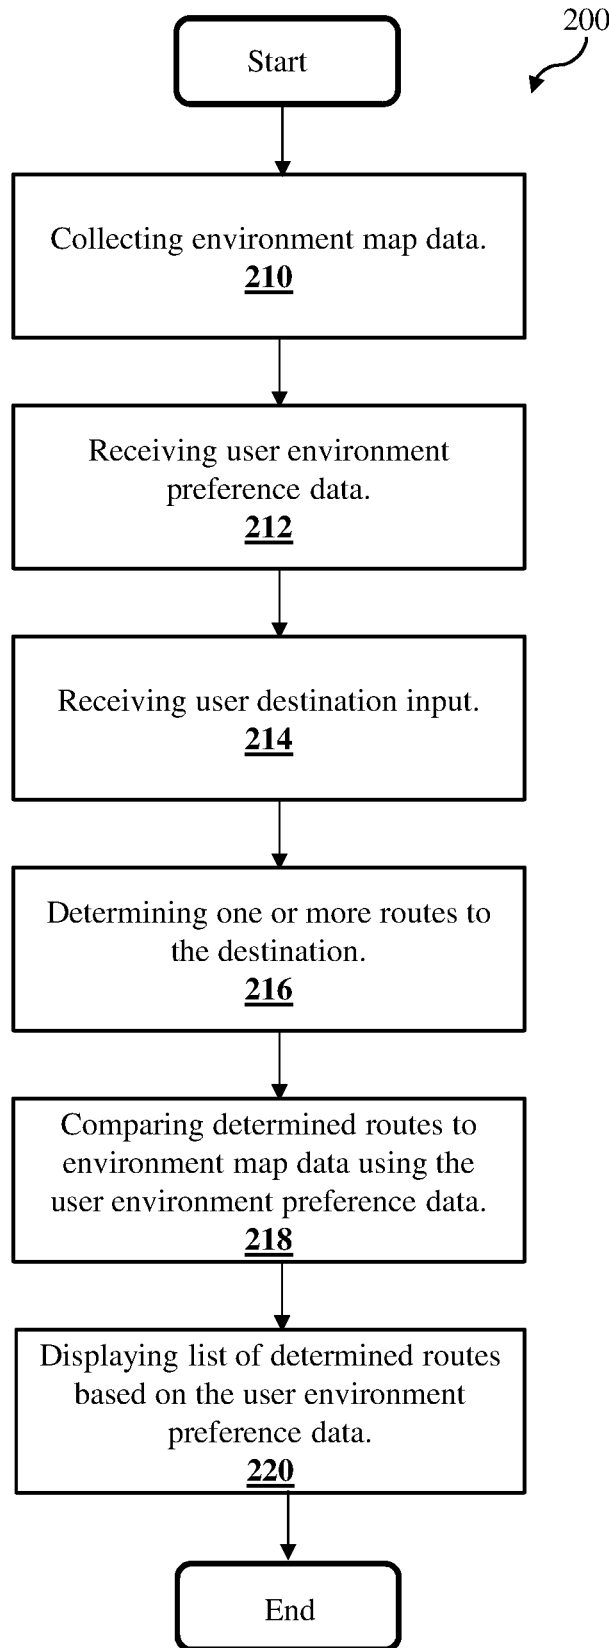 200
Start
Collecting environment map data.
210
Receiving user environment
preference data.
212
Receiving user destination input.
214
Determining one or more routes to
the destination.
216
Comparing determined routes to
environment map data using the
user environment preference data.
218
Displaying list of determined routes
based on the user environment
preference data.
220
End